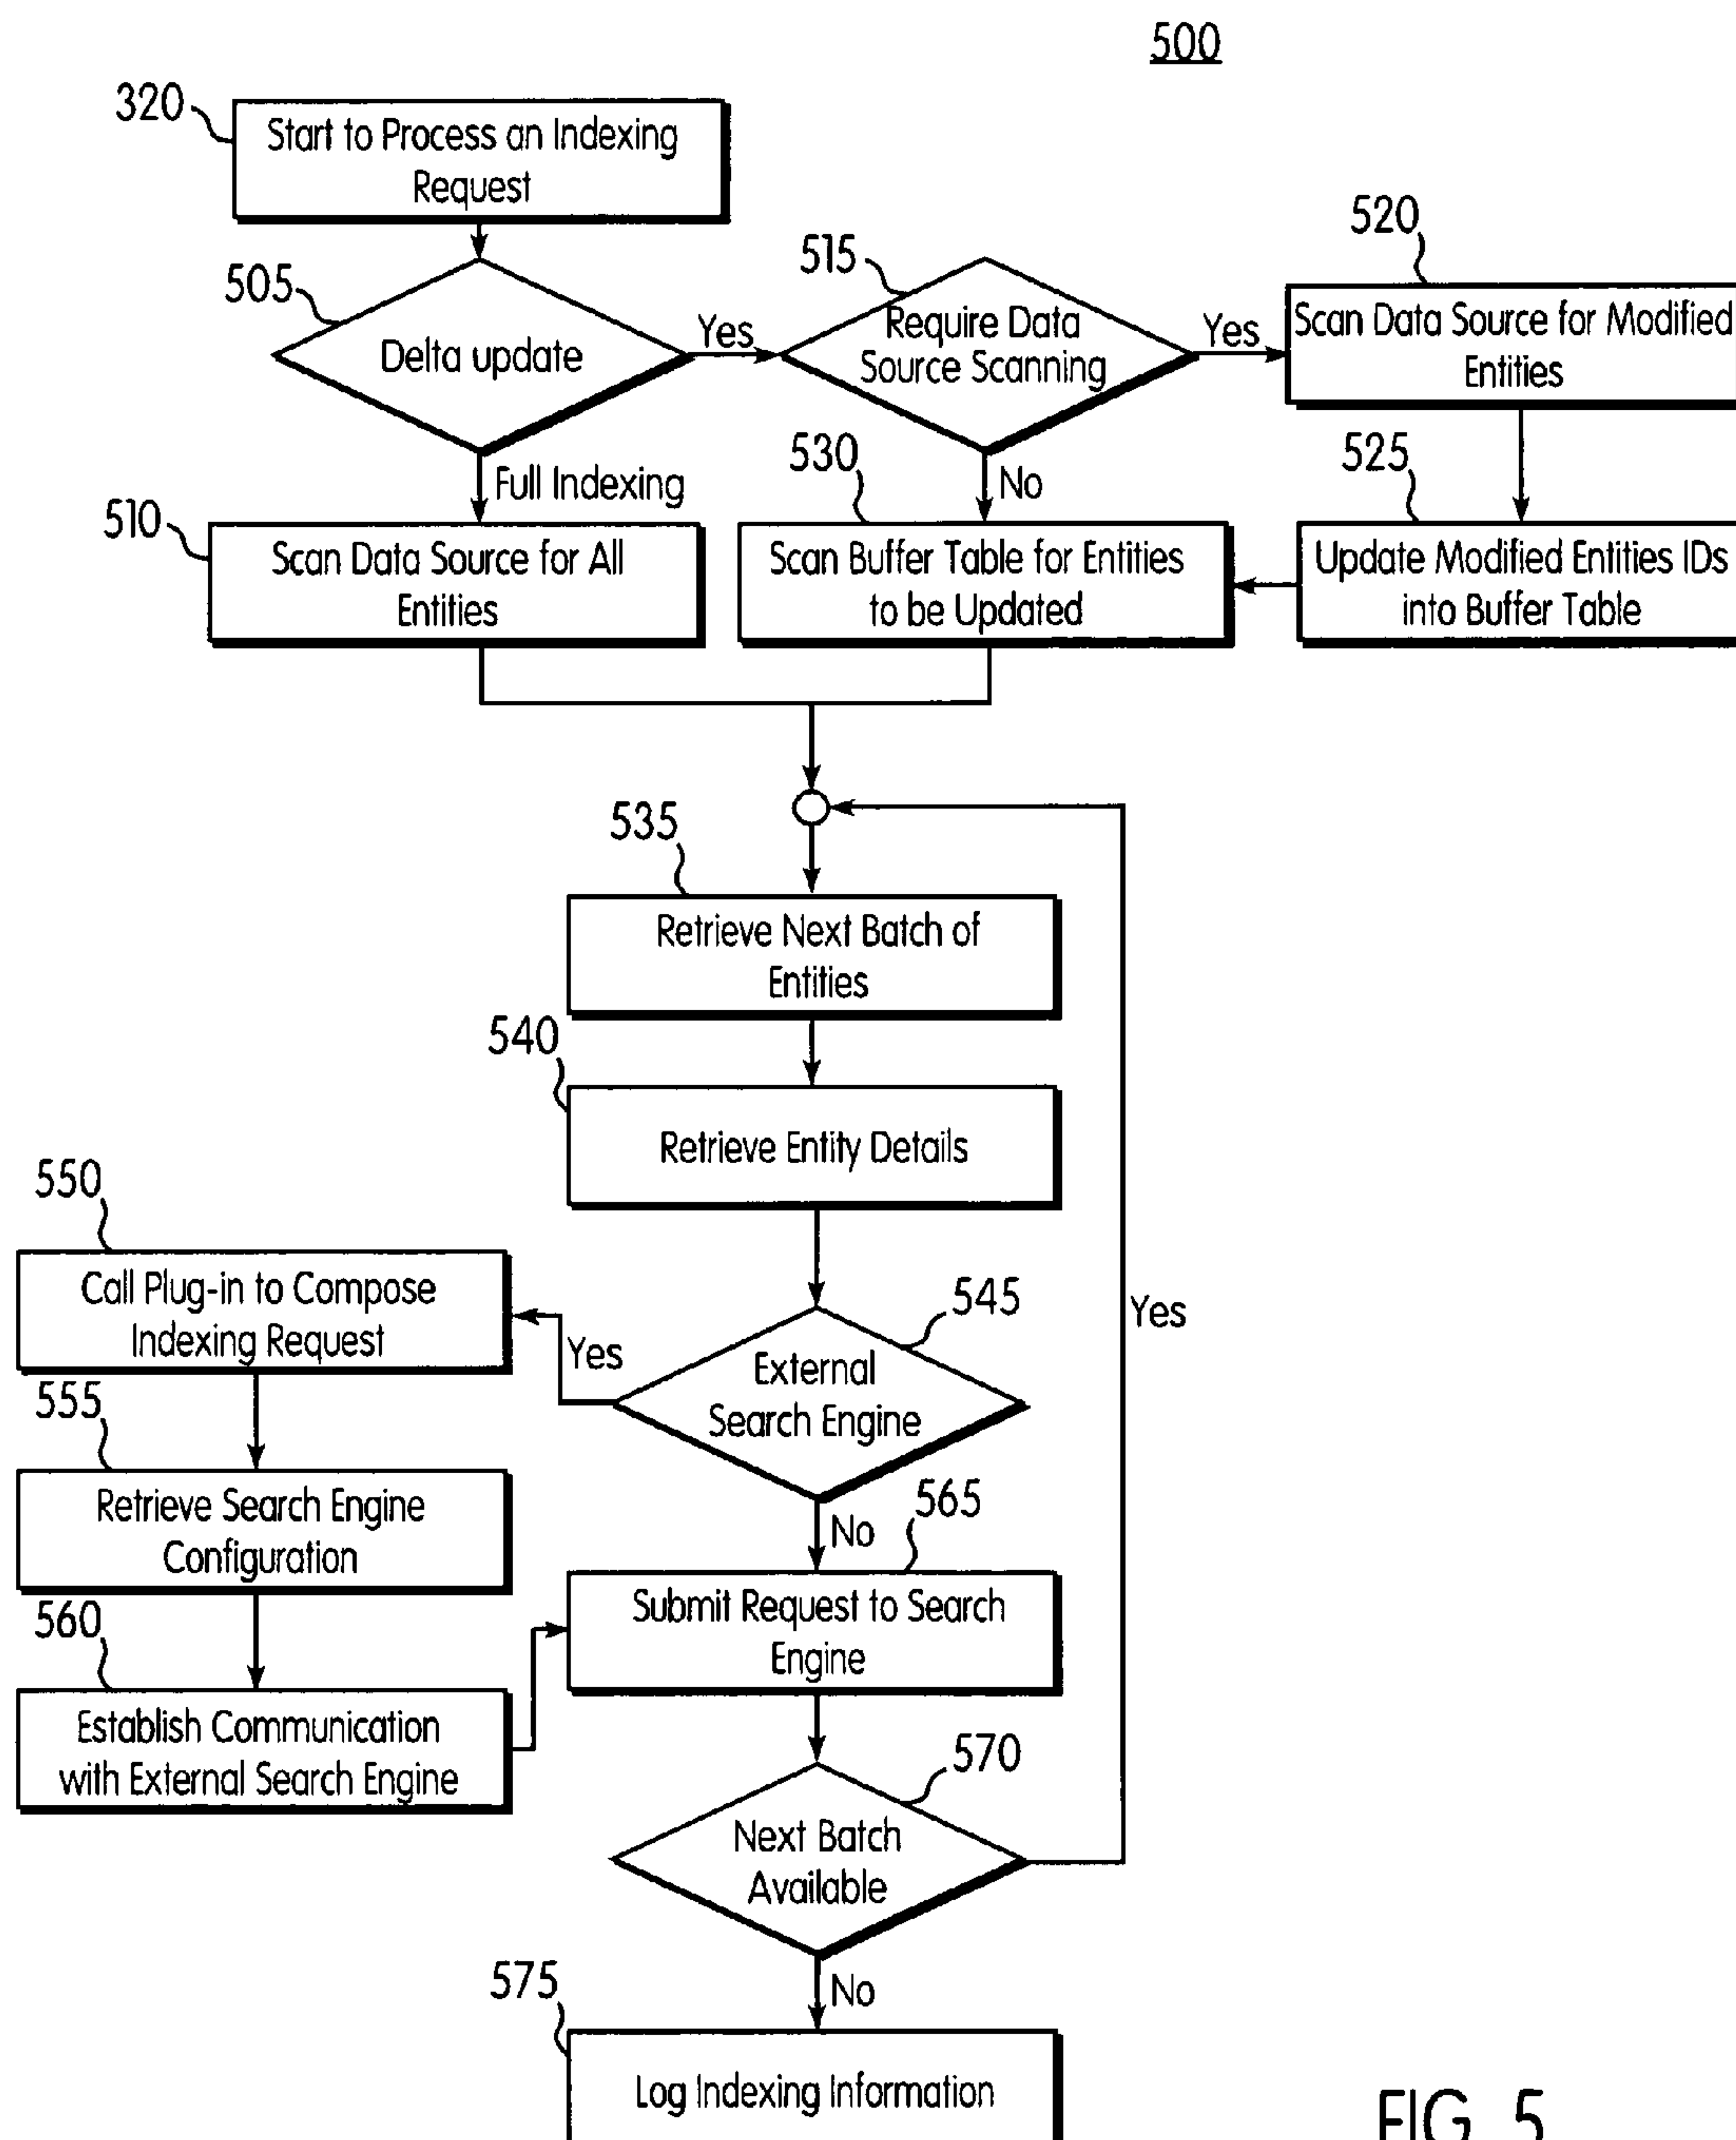 500
320
Start to Process an Indexing
Request
505
Delta update
Yes
515
Require Data
Source Scanning
Yes
520
Scan Data Source for Modified
Entities
Full Indexing
510
Scan Data Source for All
Entities
No
530
Scan Buffer Table for Entities
to be Updated
525
Update Modified Entities IDs
into Buffer Table
535
Retrieve Next Batch of
Entities
540
Retrieve Entity Details
545
External
Search Engine
Yes
550
Call Plug-in to Compose
Indexing Request
555
Retrieve Search Engine
Configuration
560
Establish Communication
with External Search Engine
No
565
Submit Request to Search
Engine
570
Next Batch
Available
Yes
No
575
Log Indexing Information
FIG. 5